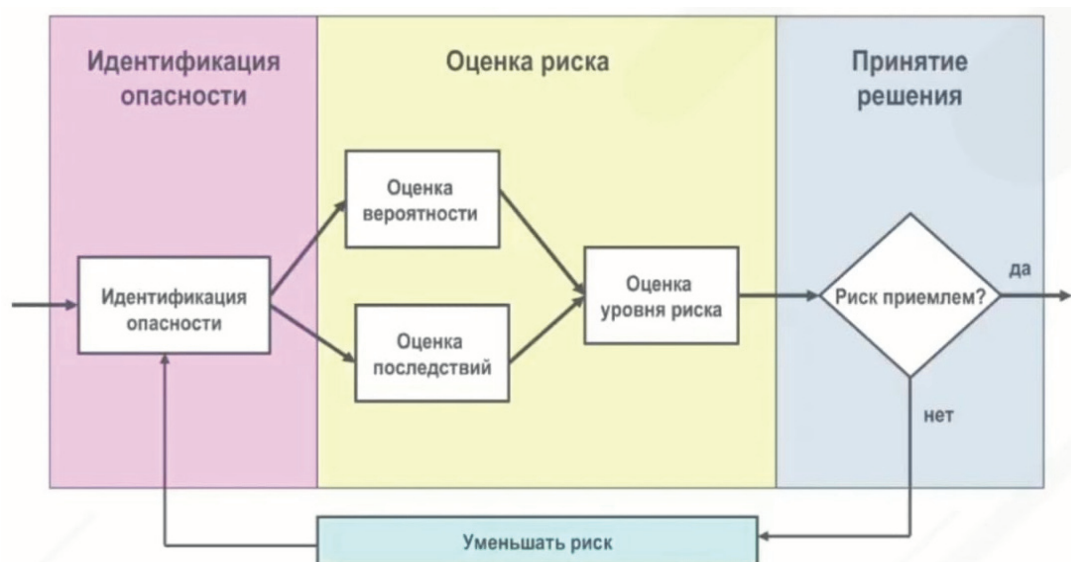 Идентификация
опасности
Оценка риска
Принятие
решения
Оценка
вероятности
Идентификация
опасности
Оценка
последствий
Оценка
уровня риска
Риск приемлем?
да
нет
Уменьшать риск